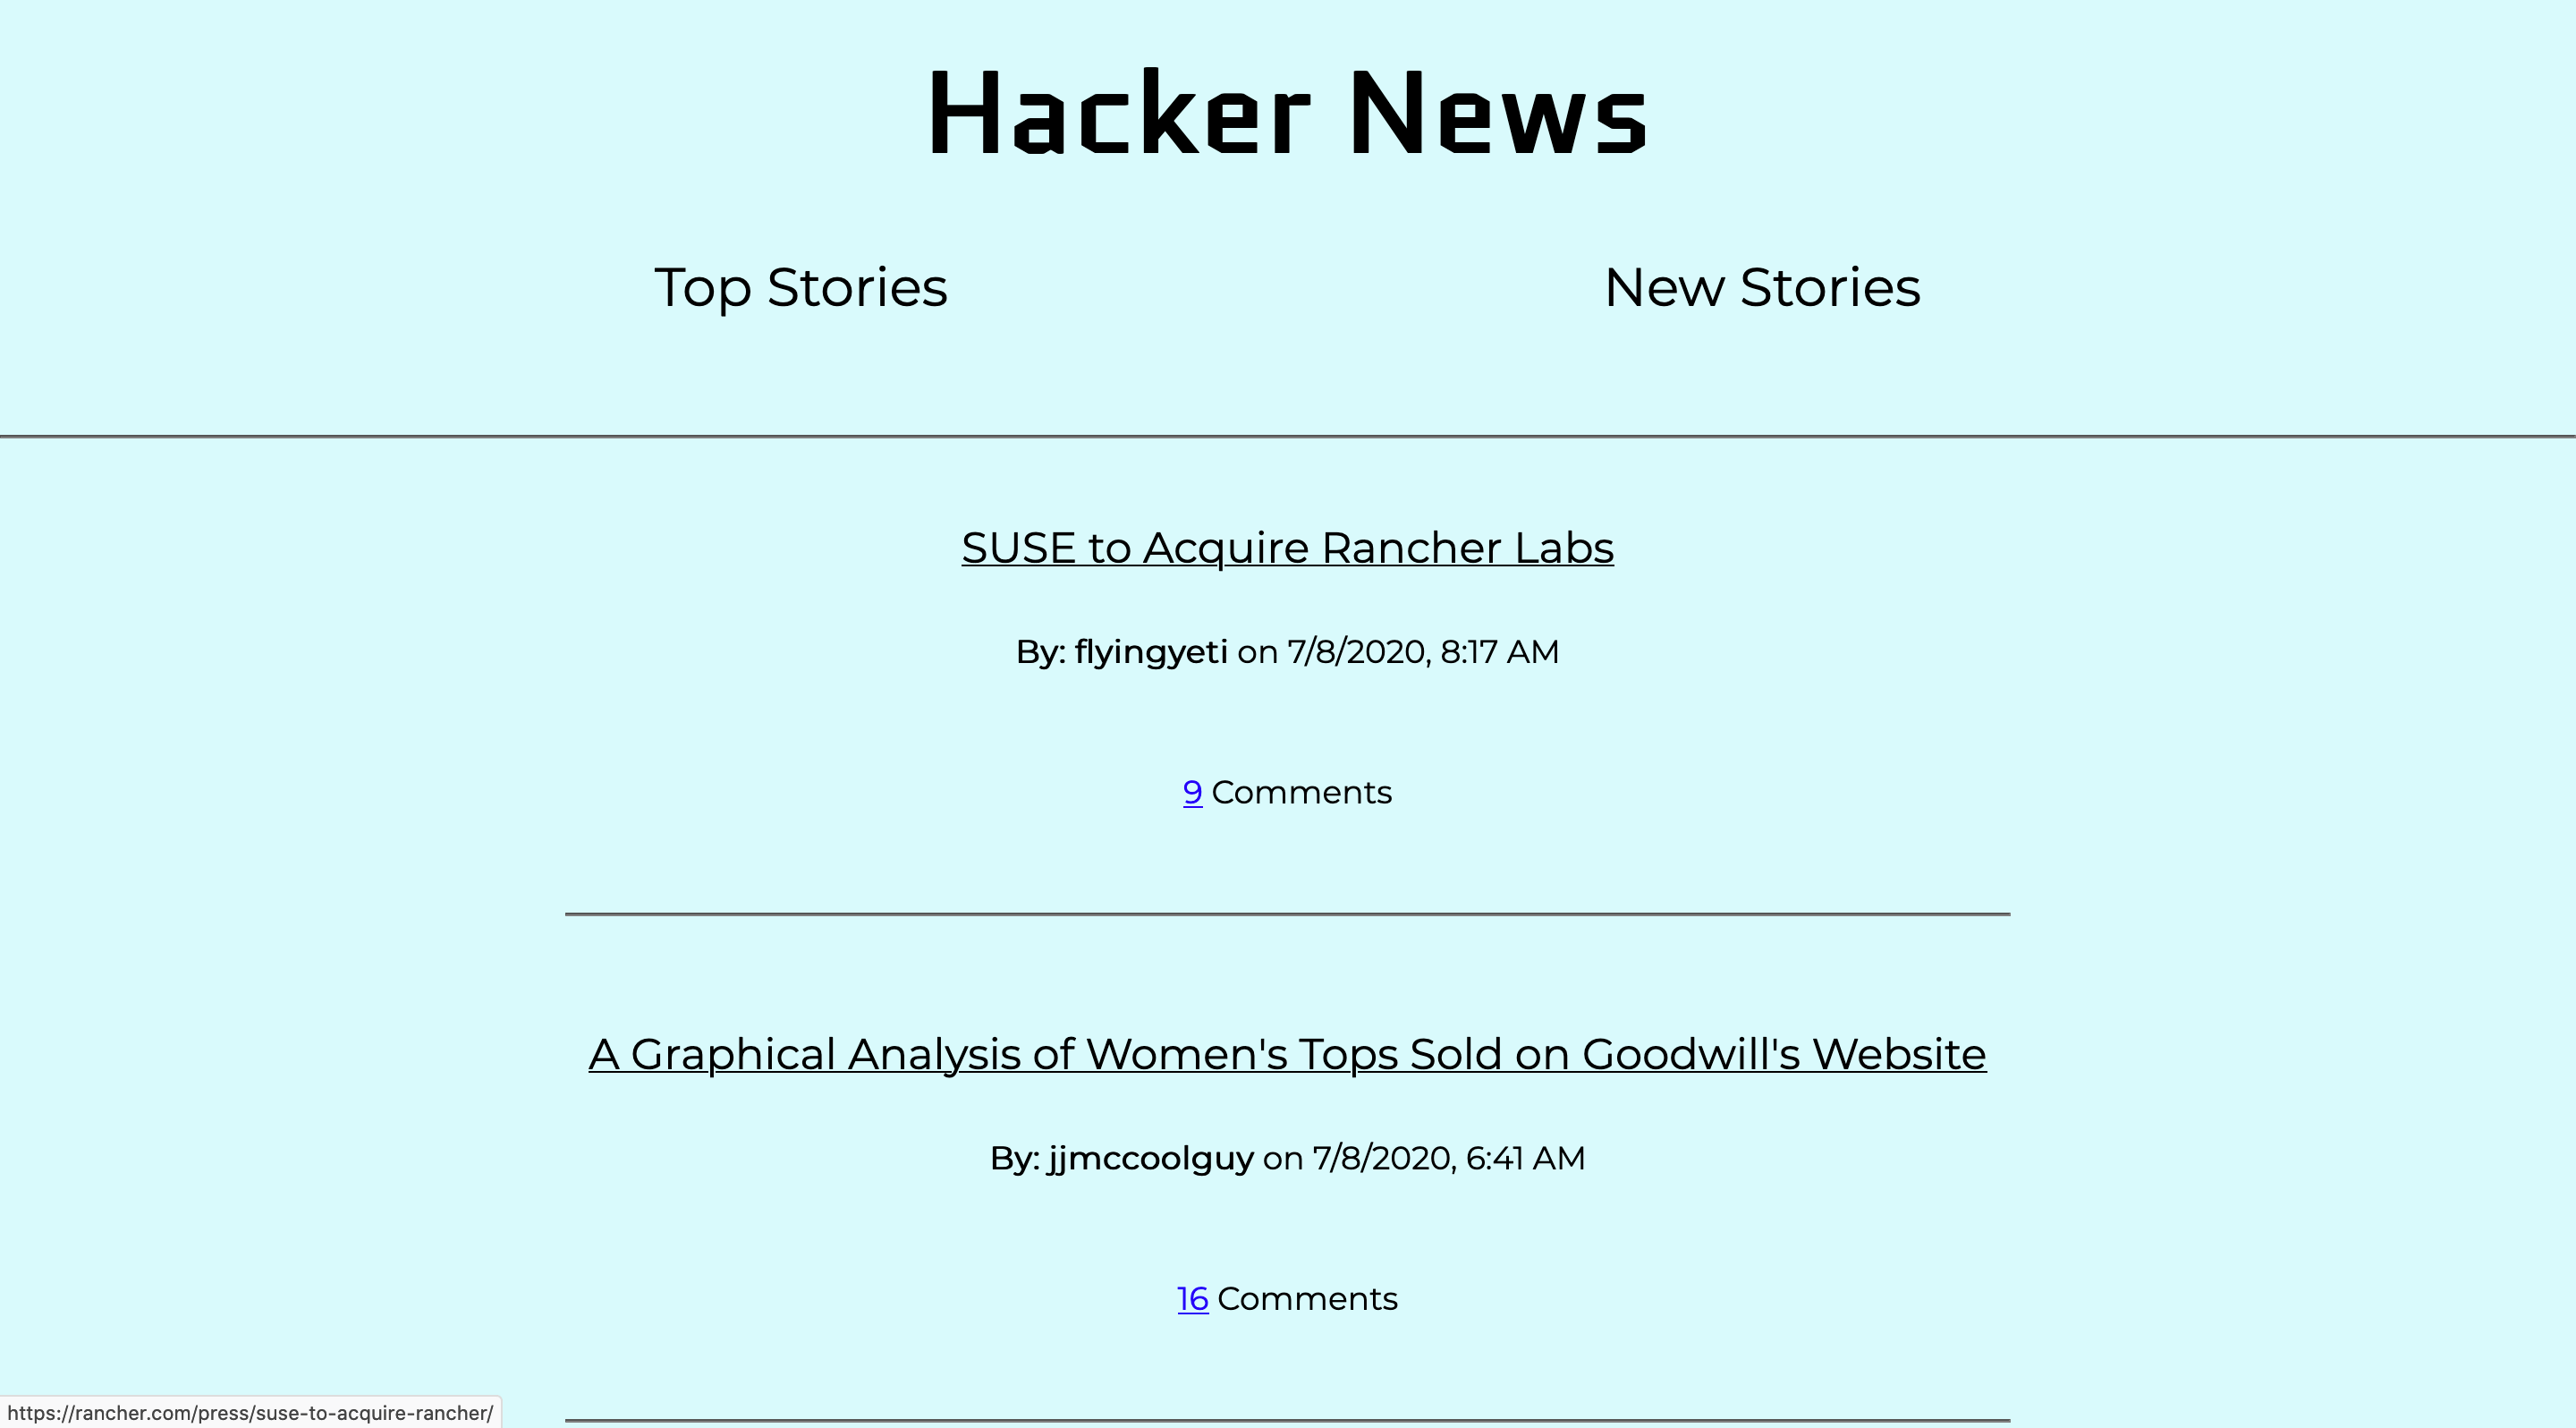 Hacker News
Top Stories
New Stories
SUSE to Acquire Rancher Labs
By: flyingyeti on 7/8/2020, 8:17 AM
9 Comments
A Graphical Analysis of Women's Tops Sold on Goodwill's Website
By: jjmccoolguy on 7/8/2020, 6:41 AM
16 Comments
https://rancher.com/press/suse-to-acquire-rancher/